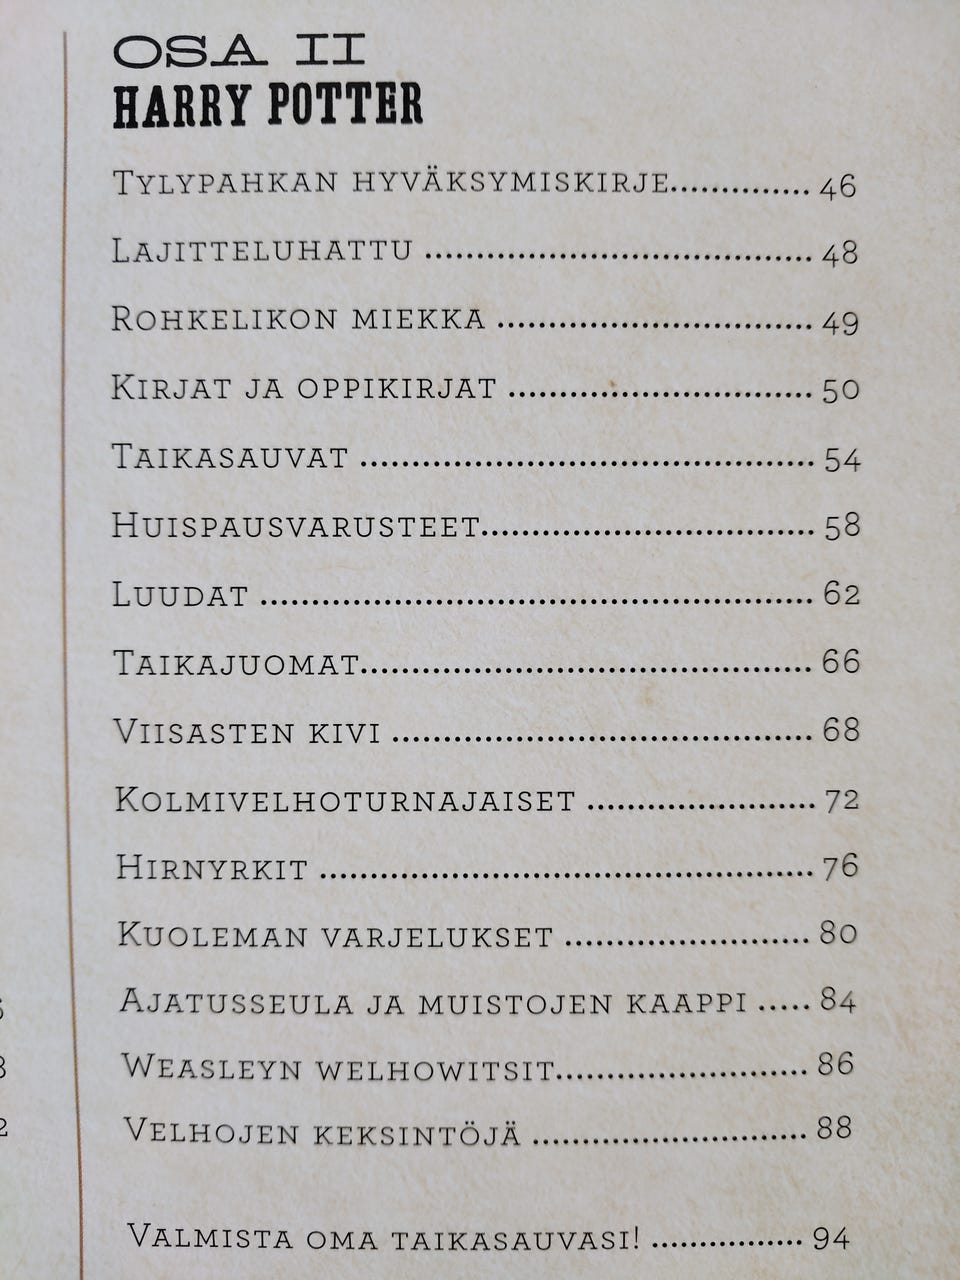 OSA II
HARRY POTTER
TYLYPAHKAN HYVÄKSYMISKIRJE.............. 46
LAJITTELUHATTU ...................................... 48
ROHKELIKON MIEKKA ............................... 49
KIRJAT JA OPPIKIRJAT .............................. 50
TAIKASAUVAT ............................................ 54
HUISPAUSVARUSTEET................................ 58
LUUDAT ...................................................... 62
TAIKAJUOMAT............................................ 66
VIISASTEN KIVI ......................................... 68
KOLMIVELHOTURNAJAISET ...................... 72
HIRNYRKIT ................................................ 76
KUOLEMAN VARJELUKSET ........................ 80
AJATUSSEULA JA MUISTOJEN KAAPPI ..... 84
WEASLEYN WELHOWITSIT......................... 86
VELHOJEN KEKSINTÖJÄ ........................... 88
VALMISTA OMA TAIKASAUVASI! ............... 94